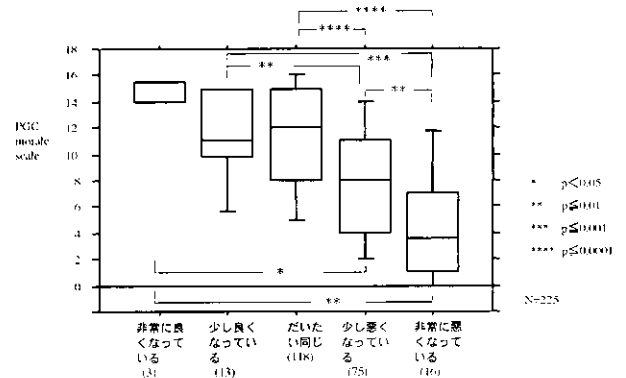 ****
****
***
**
**
18
16
14
12
10
8
6
4
2
0
PGC
morale
scale
*
**
* p≦0.05
** p≦0.01
*** p≦0.001
**** p≦0.0001
N=225
非常に良
くなって
いる
(3)
少し良く
なってい
る
(13)
だいた
い同じ
(118)
少し悪く
なってい
る
(75)
非常に悪
くなって
いる
(16)